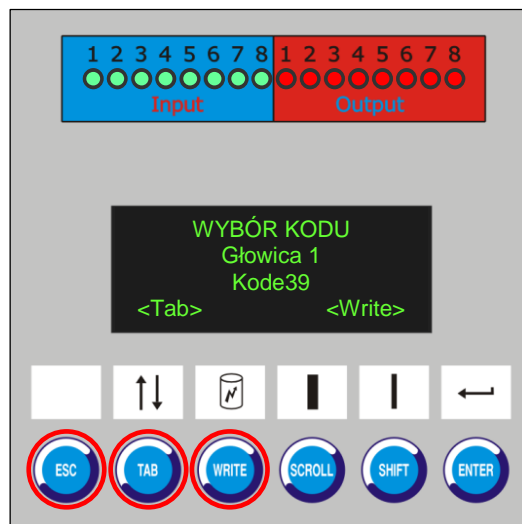 1 2 3 4 5 6 7 8 1 2 3 4 5 6 7 8
Input Output
WYBÓR KODU
Głowica 1
Kode39
<Tab> <Write>
ESC TAB WRITE SCROLL SHIFT ENTER